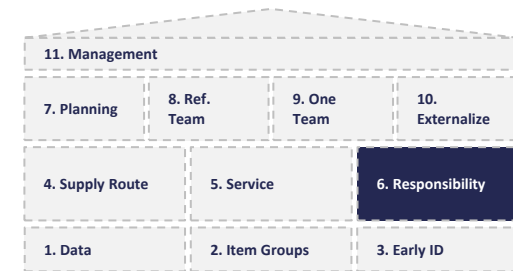 11. Management
7. Planning
8. Ref.
Team
9. One
Team
10.
Externalize
4. Supply Route
5. Service
6. Responsibility
1. Data
2. Item Groups
3. Early ID